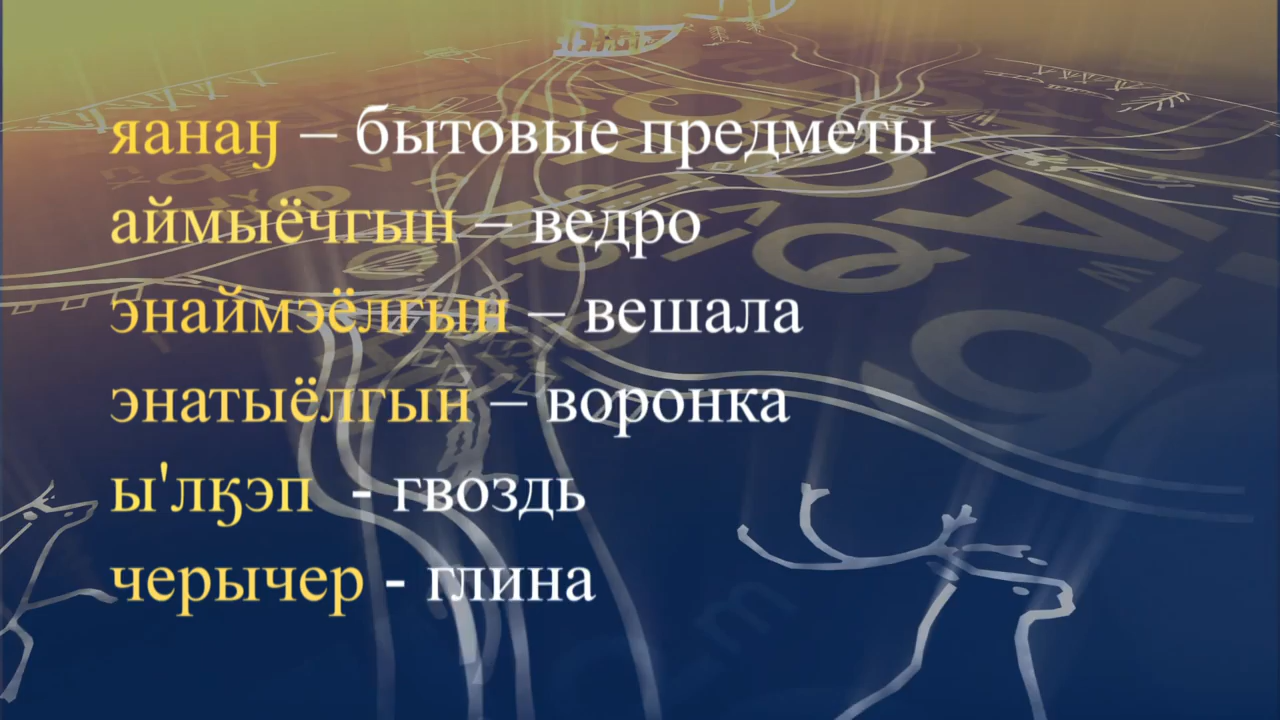 яанаӈ – бытовые предметы
аймыёчгын – ведро
энаймэёлгын – вешала
энатыёлгын – воронка
ы'лӄэп - гвоздь
черычер - глина